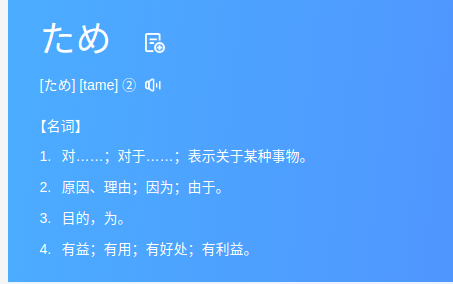 ため
[ため] [tame] ②
【名词】
1. 对……；对于……；表示关于某种事物。
2. 原因、理由；因为；由于。
3. 目的，为。
4. 有益；有用；有好处；有利益。